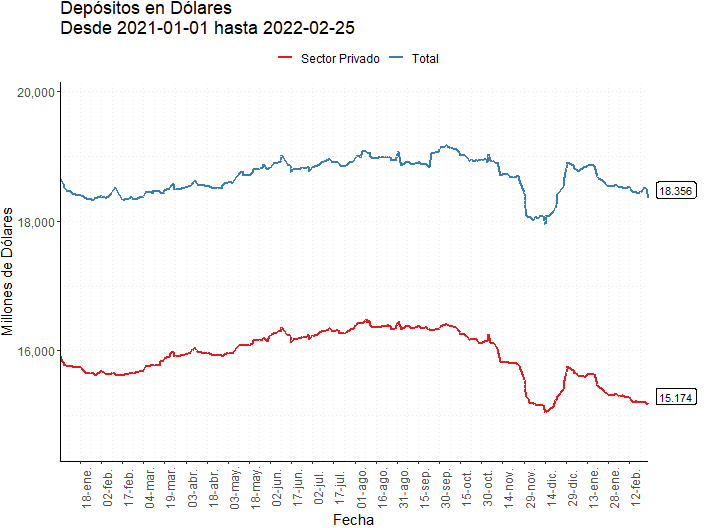 Depósitos en Dólares
Desde 2021-01-01 hasta 2022-02-25
Sector Privado
Total
20,000
18,000
16,000
Millones de Dólares
18.356
15.174
18-ene.
02-feb.
17-feb.
04-mar.
19-mar.
03-abr.
18-abr.
03-may.
18-may.
02-jun.
17-jun.
02-jul.
17-jul.
01-ago.
16-ago.
31-ago.
15-sep.
30-sep.
15-oct.
30-oct.
14-nov.
29-nov.
14-dic.
29-dic.
13-ene.
28-ene.
12-feb.
Fecha